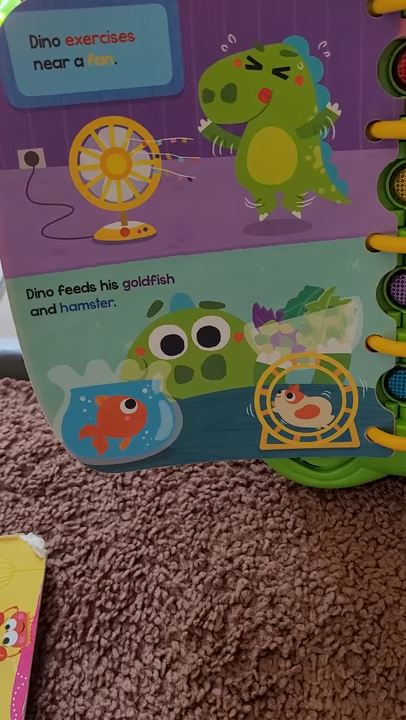 Dino exercises
near a fan.
Dino feeds his goldfish
and hamster.